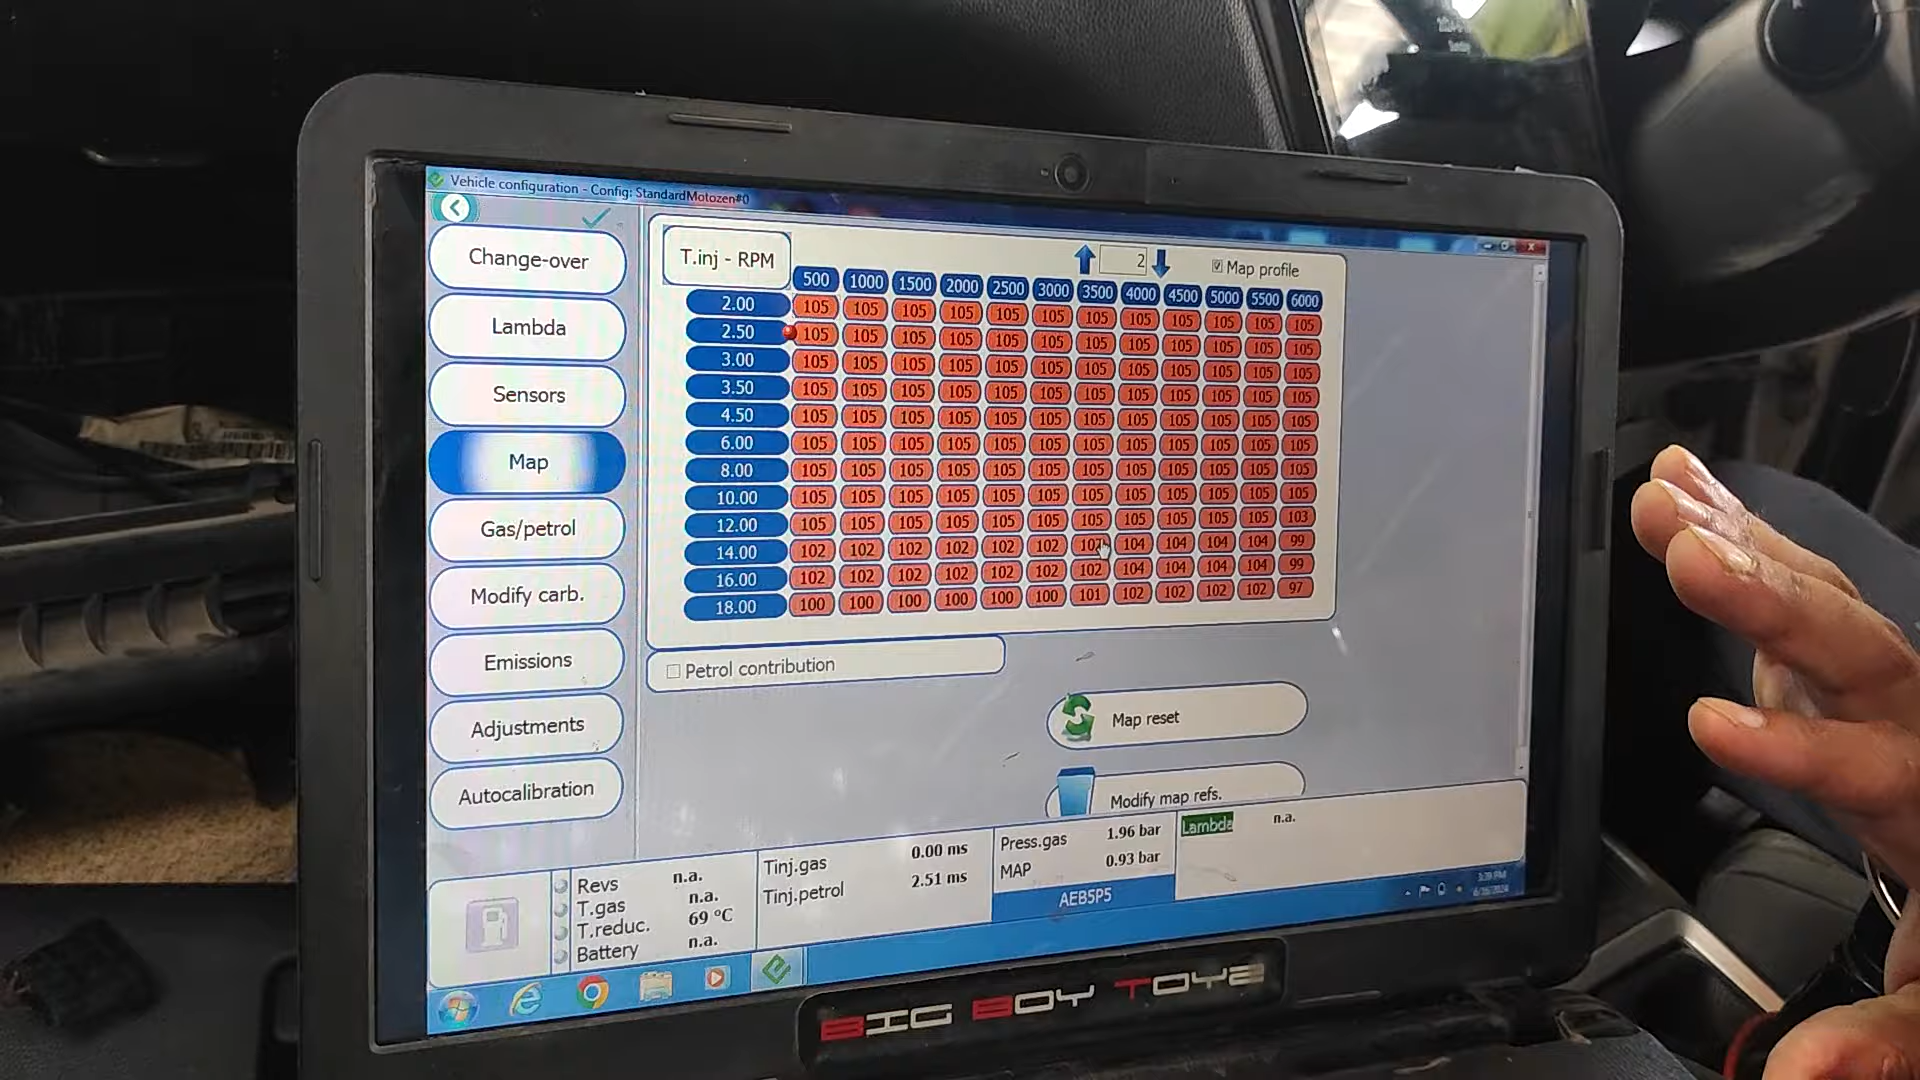 Vehicle configuration - Config: StandardMotozen#0
Change-over
Lambda
Sensors
Map
Gas/petrol
Modify carb.
Emissions
Adjustments
Autocalibration
T.inj - RPM
2
Map profile
500 1000 1500 2000 2500 3000 3500 4000 4500 5000 5500 6000
2.00 105 105 105 105 105 105 105 105 105 105 105 105
2.50 105 105 105 105 105 105 105 105 105 105 105 105
3.00 105 105 105 105 105 105 105 105 105 105 105 105
3.50 105 105 105 105 105 105 105 105 105 105 105 105
4.50 105 105 105 105 105 105 105 105 105 105 105 105
6.00 105 105 105 105 105 105 105 105 105 105 105 105
8.00 105 105 105 105 105 105 105 105 105 105 105 105
10.00 105 105 105 105 105 105 105 105 105 105 105 105
12.00 105 105 105 105 105 105 105 105 105 105 105 103
14.00 102 102 102 102 102 102 102 104 104 104 104 99
16.00 102 102 102 102 102 102 102 104 104 104 104 99
18.00 100 100 100 100 100 100 101 102 102 102 102 97
Petrol contribution
Map reset
Modify map refs.
Revs n.a.
T.gas n.a.
T.reduc. 69 °C
Battery n.a.
Tinj.gas 0.00 ms
Tinj.petrol 2.51 ms
Press.gas 1.96 bar
MAP 0.93 bar
AEB5P5
Lambda n.a.
3:39 PM
BIG BOY TOYZ